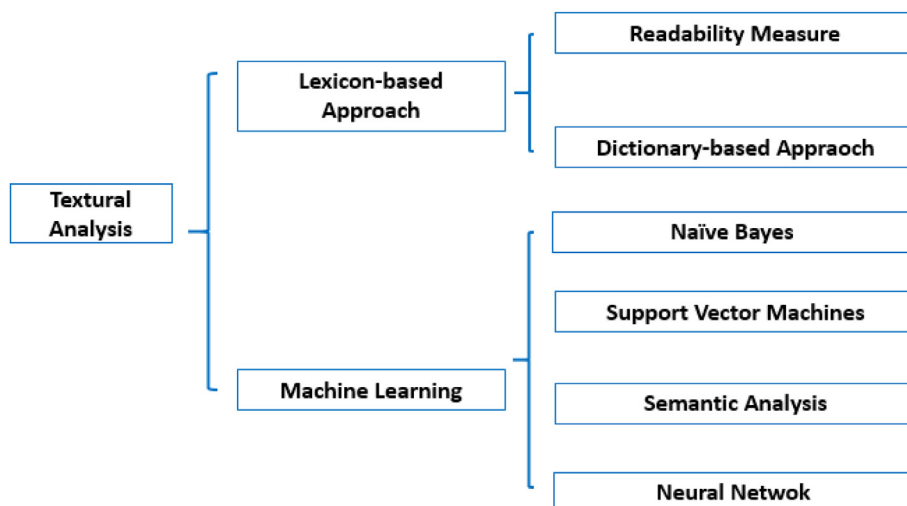 Textural
Analysis
Lexicon-based
Approach
Readability Measure
Dictionary-based Appraoch
Machine Learning
Naïve Bayes
Support Vector Machines
Semantic Analysis
Neural Netwok